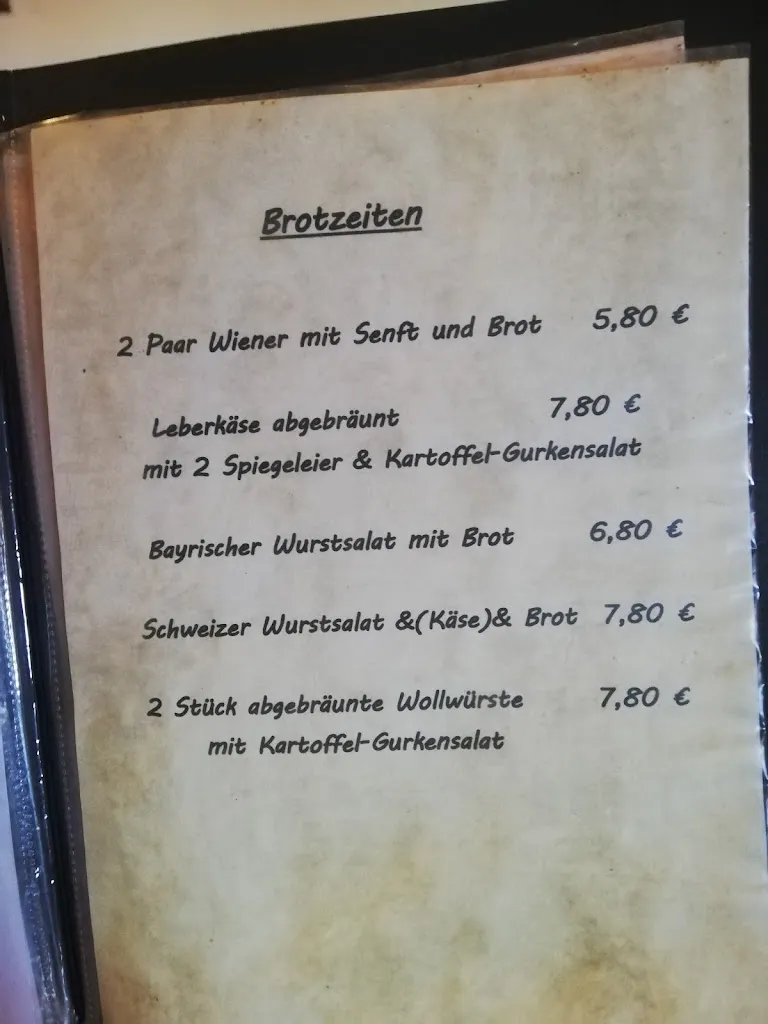 Brotzeiten
2 Paar Wiener mit Senft und Brot 5,80 €
Leberkäse abgebräunt 7,80 €
mit 2 Spiegeleier & Kartoffel-Gurkensalat
Bayrischer Wurstsalat mit Brot 6,80 €
Schweizer Wurstsalat &(Käse)& Brot 7,80 €
2 Stück abgebräunte Wollwürste 7,80 €
mit Kartoffel-Gurkensalat